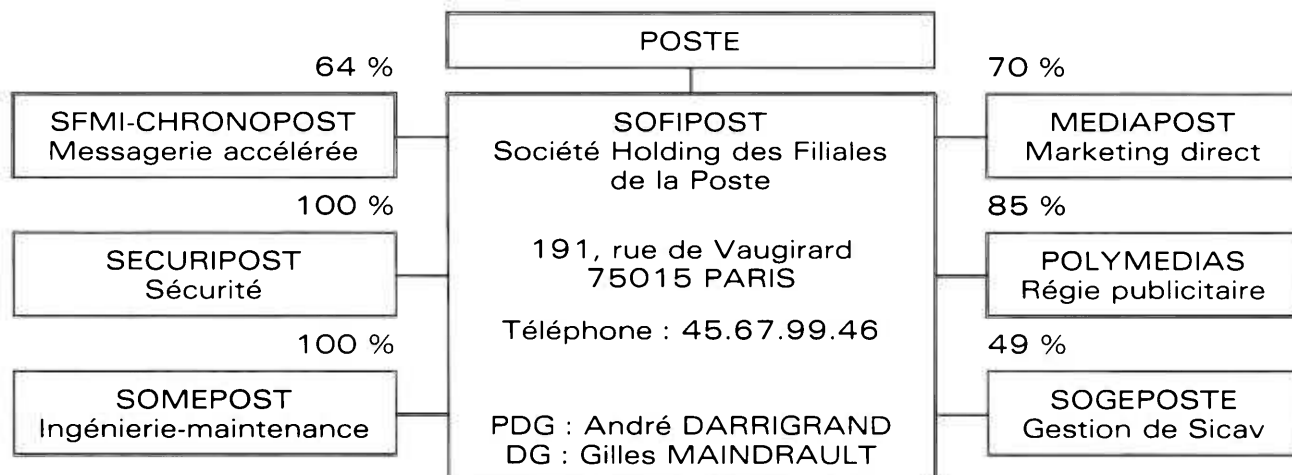 POSTE
64 %
SFMI-CHRONOPOST
Messagerie accélérée
100 %
SECURIPOST
Sécurité
100 %
SOMEPOST
Ingénierie-maintenance
SOFIPOST
Société Holding des Filiales
de la Poste
191, rue de Vaugirard
75015 PARIS
Téléphone : 45.67.99.46
PDG : André DARRIGRAND
DG : Gilles MAINDRAULT
70 %
MEDIAPOST
Marketing direct
85 %
POLYMEDIAS
Régie publicitaire
49 %
SOGEPOSTE
Gestion de Sicav